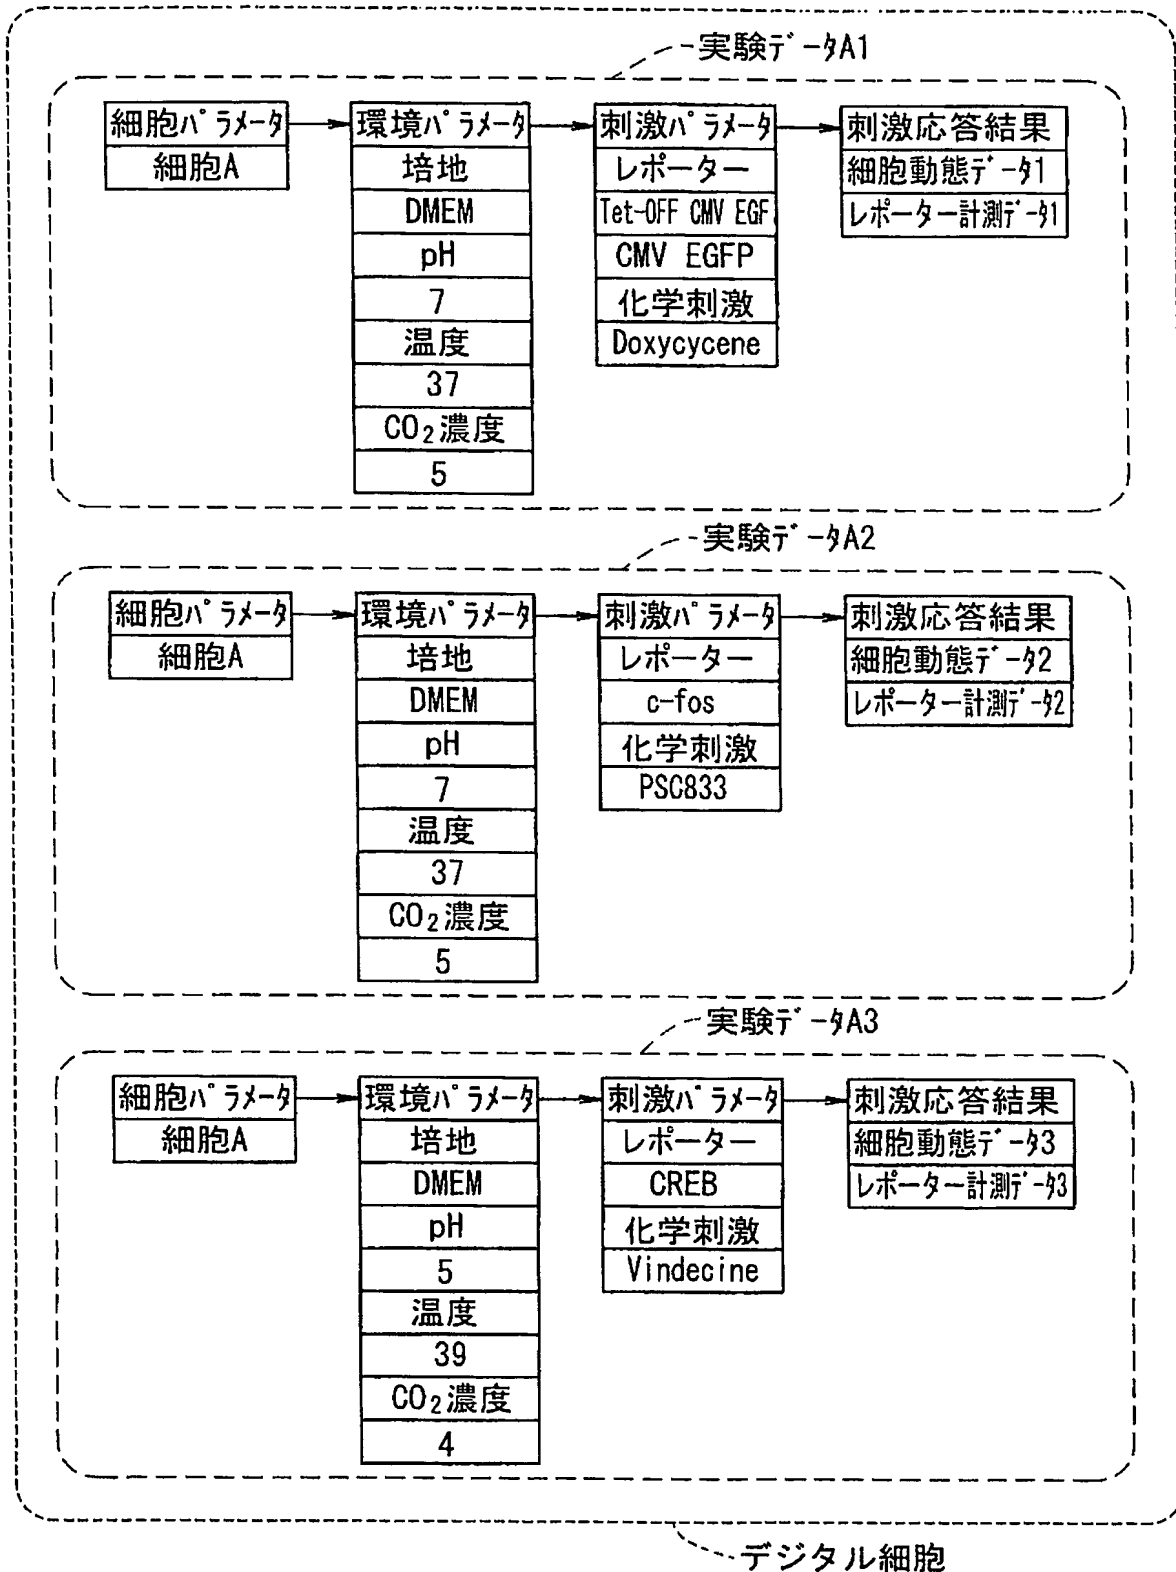 実験データA1
細胞パラメータ
細胞A
環境パラメータ
培地
DMEM
pH
7
温度
37
CO₂濃度
5
刺激パラメータ
レポーター
Tet-OFF CMV EGF
CMV EGFP
化学刺激
Doxycycene
刺激応答結果
細胞動態データ1
レポーター計測データ1
実験データA2
細胞パラメータ
細胞A
環境パラメータ
培地
DMEM
pH
7
温度
37
CO₂濃度
5
刺激パラメータ
レポーター
c-fos
化学刺激
PSC833
刺激応答結果
細胞動態データ2
レポーター計測データ2
実験データA3
細胞パラメータ
細胞A
環境パラメータ
培地
DMEM
pH
5
温度
39
CO₂濃度
4
刺激パラメータ
レポーター
CREB
化学刺激
Vindecine
刺激応答結果
細胞動態データ3
レポーター計測データ3
デジタル細胞